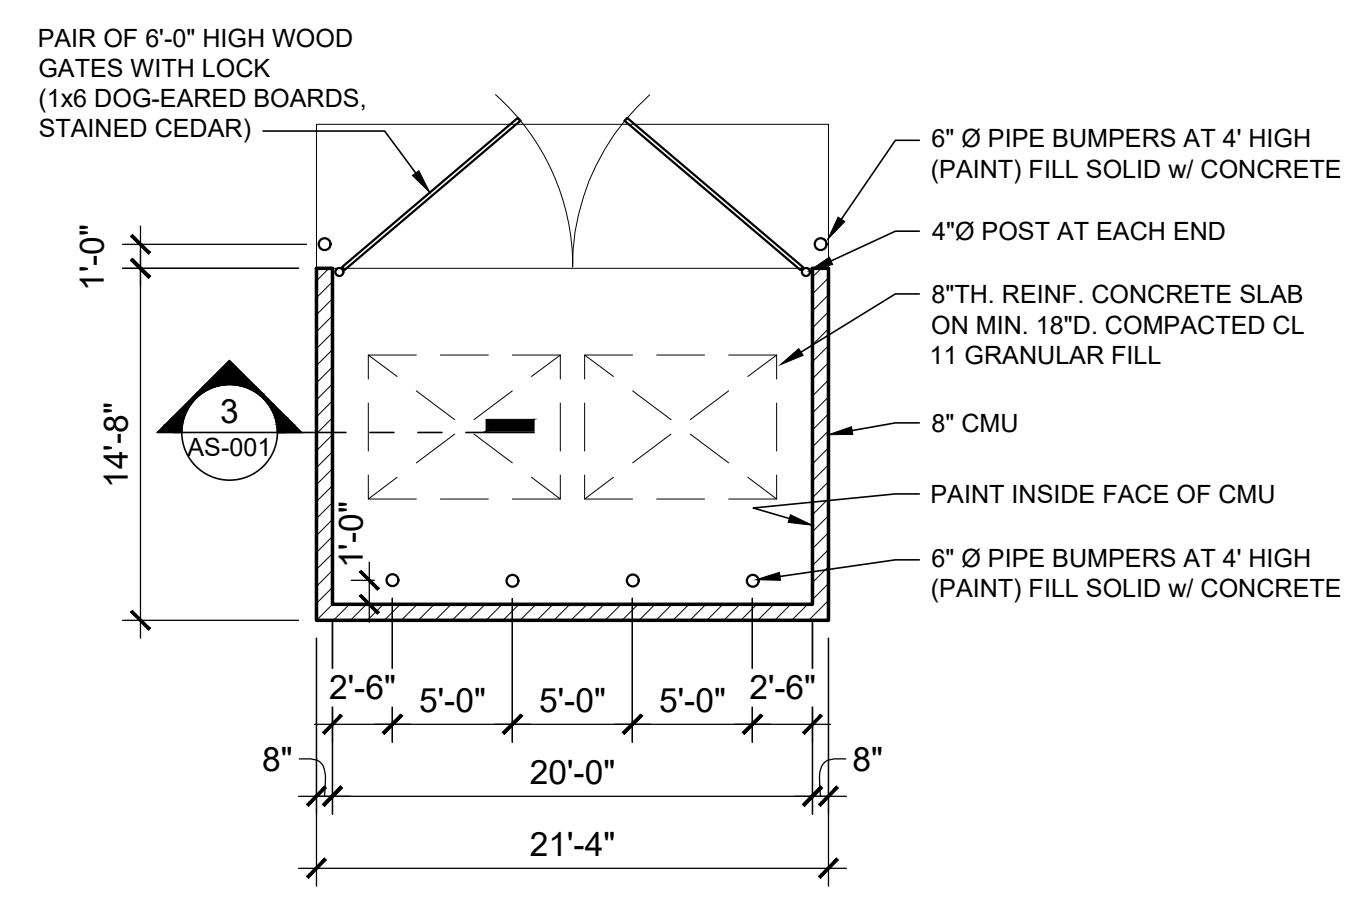 PAIR OF 6'-0" HIGH WOOD
GATES WITH LOCK
(1x6 DOG-EARED BOARDS,
STAINED CEDAR)
6" Ø PIPE BUMPERS AT 4' HIGH
(PAINT) FILL SOLID w/ CONCRETE
4"Ø POST AT EACH END
8"TH. REINF. CONCRETE SLAB
ON MIN. 18"D. COMPACTED CL
11 GRANULAR FILL
8" CMU
PAINT INSIDE FACE OF CMU
6" Ø PIPE BUMPERS AT 4' HIGH
(PAINT) FILL SOLID w/ CONCRETE
1'-0"
14'-8"
3
AS-001
1'-0"
2'-6" 5'-0" 5'-0" 5'-0" 2'-6"
8" 20'-0" 8"
21'-4"